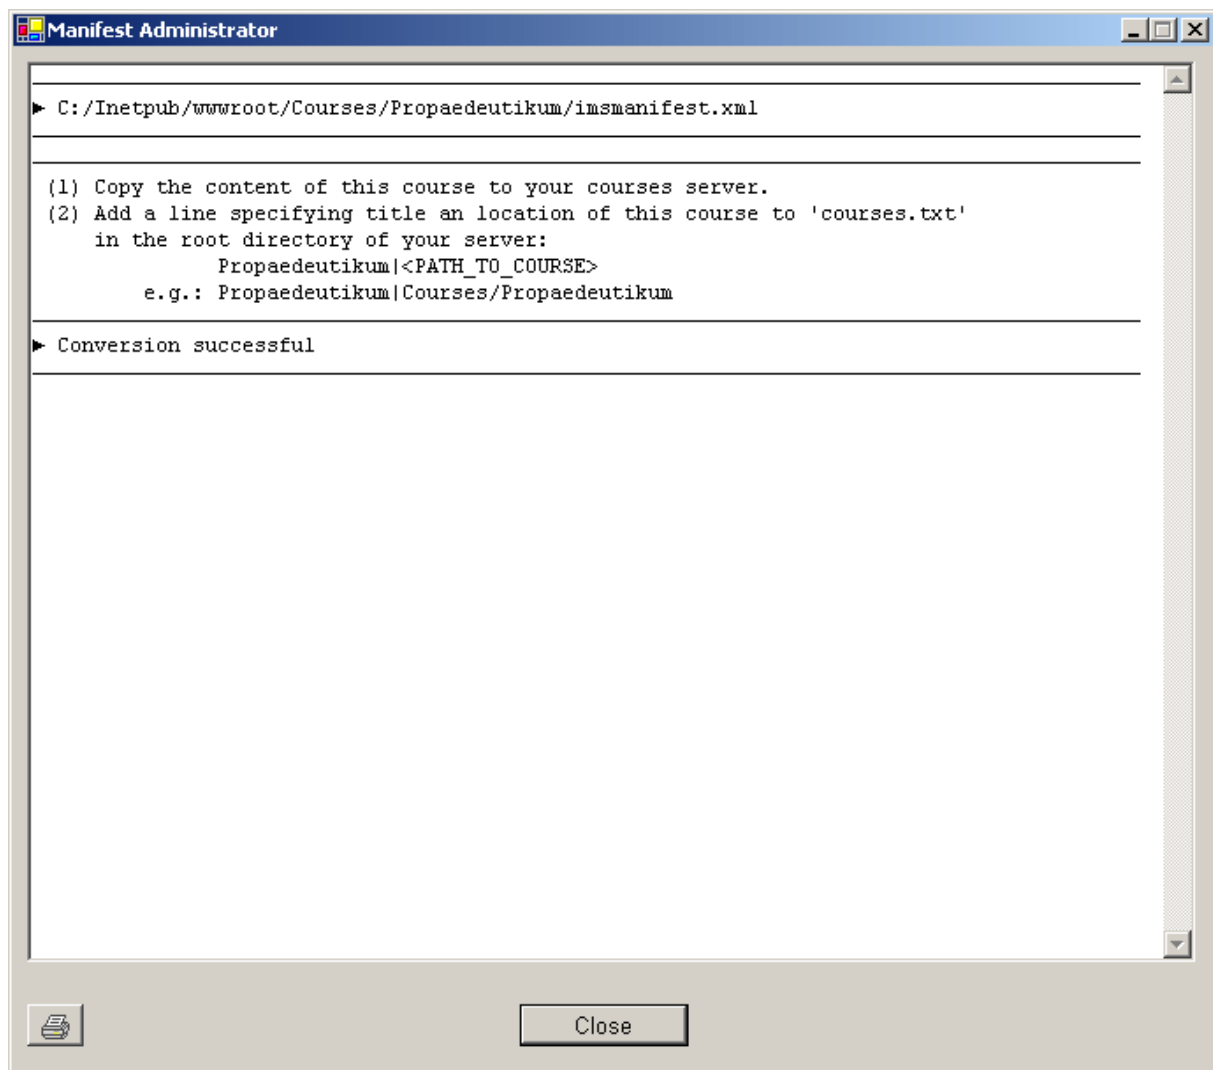 Manifest Administrator
► C:/Inetpub/wwwroot/Courses/Propaedeutikum/imsmanifest.xml
(1) Copy the content of this course to your courses server.
(2) Add a line specifying title an location of this course to 'courses.txt'
in the root directory of your server:
Propaedeutikum|<PATH_TO_COURSE>
e.g.: Propaedeutikum|Courses/Propaedeutikum
► Conversion successful
Close